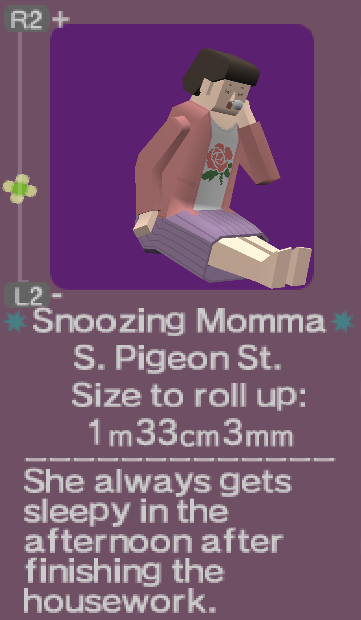 R2 +
L2 -
Snoozing Momma
S. Pigeon St.
Size to roll up:
1m33cm3mm
She always gets
sleepy in the
afternoon after
finishing the
housework.